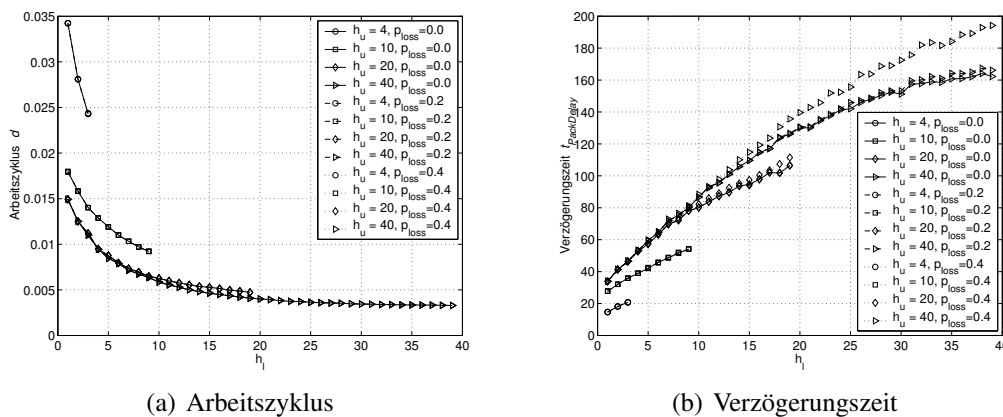 0.035
0.03
0.025
0.02
0.015
0.01
0.005
0
0 5 10 15 20 25 30 35 40
h_l
Arbeitszyklus d
h_u = 4, p_loss=0.0
h_u = 10, p_loss=0.0
h_u = 20, p_loss=0.0
h_u = 40, p_loss=0.0
h_u = 4, p_loss=0.2
h_u = 10, p_loss=0.2
h_u = 20, p_loss=0.2
h_u = 40, p_loss=0.2
h_u = 4, p_loss=0.4
h_u = 10, p_loss=0.4
h_u = 20, p_loss=0.4
h_u = 40, p_loss=0.4
(a) Arbeitszyklus
200
180
160
140
120
100
80
60
40
20
0
0 5 10 15 20 25 30 35 40
h_l
Verzögerungszeit t_PackDelay
h_u = 4, p_loss=0.0
h_u = 10, p_loss=0.0
h_u = 20, p_loss=0.0
h_u = 40, p_loss=0.0
h_u = 4, p_loss=0.2
h_u = 10, p_loss=0.2
h_u = 20, p_loss=0.2
h_u = 40, p_loss=0.2
h_u = 4, p_loss=0.4
h_u = 10, p_loss=0.4
h_u = 20, p_loss=0.4
h_u = 40, p_loss=0.4
(b) Verzögerungszeit